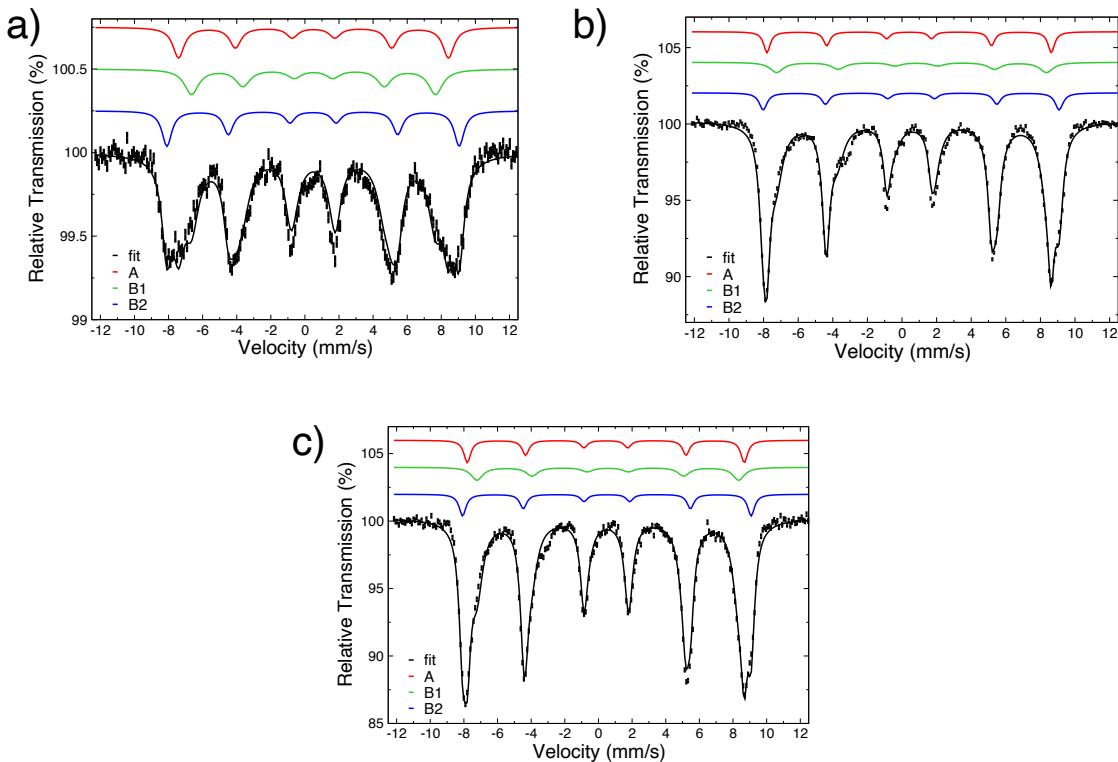 a)
Relative Transmission (%)
100.5
100
99.5
99
fit
A
B1
B2
-12 -10 -8 -6 -4 -2 0 2 4 6 8 10 12
Velocity (mm/s)
b)
Relative Transmission (%)
105
100
95
90
fit
A
B1
B2
-12 -10 -8 -6 -4 -2 0 2 4 6 8 10 12
Velocity (mm/s)
c)
Relative Transmission (%)
105
100
95
90
85
fit
A
B1
B2
-12 -10 -8 -6 -4 -2 0 2 4 6 8 10 12
Velocity (mm/s)